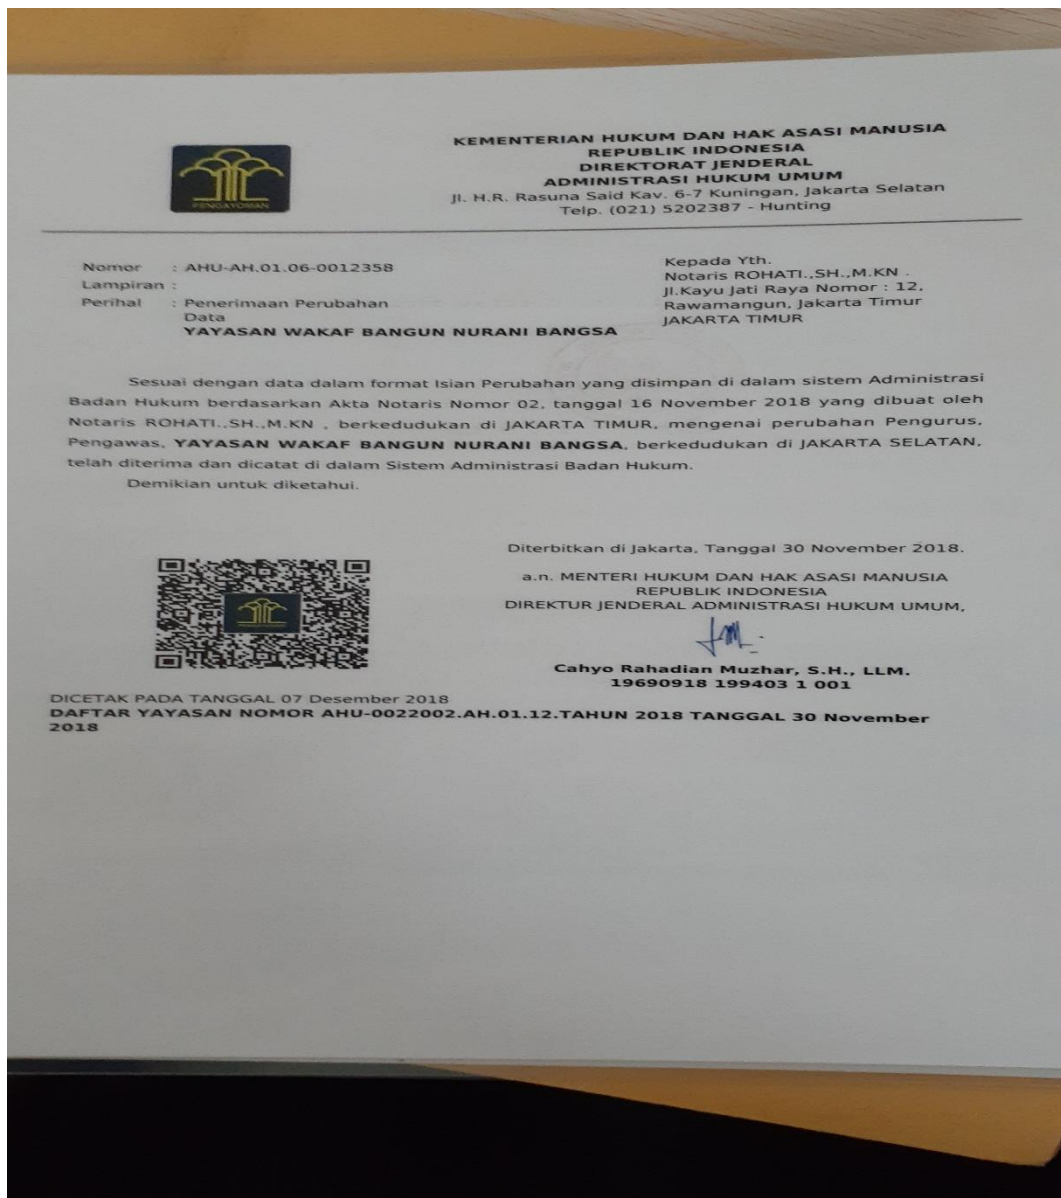 KEMENTERIAN HUKUM DAN HAK ASASI MANUSIA
REPUBLIK INDONESIA
DIREKTORAT JENDERAL
ADMINISTRASI HUKUM UMUM
Jl. H.R. Rasuna Said Kav. 6-7 Kuningan, Jakarta Selatan
Telp. (021) 5202387 - Hunting
PENGAYOMAN
Nomor : AHU-AH.01.06-0012358
Lampiran :
Perihal : Penerimaan Perubahan
Data
YAYASAN WAKAF BANGUN NURANI BANGSA
Kepada Yth.
Notaris ROHATI.,SH.,M.KN .
Jl.Kayu Jati Raya Nomor : 12,
Rawamangun, Jakarta Timur
JAKARTA TIMUR
Sesuai dengan data dalam format Isian Perubahan yang disimpan di dalam sistem Administrasi
Badan Hukum berdasarkan Akta Notaris Nomor 02, tanggal 16 November 2018 yang dibuat oleh
Notaris ROHATI.,SH.,M.KN , berkedudukan di JAKARTA TIMUR, mengenai perubahan Pengurus,
Pengawas, YAYASAN WAKAF BANGUN NURANI BANGSA, berkedudukan di JAKARTA SELATAN,
telah diterima dan dicatat di dalam Sistem Administrasi Badan Hukum.
Demikian untuk diketahui.
Diterbitkan di Jakarta, Tanggal 30 November 2018.
a.n. MENTERI HUKUM DAN HAK ASASI MANUSIA
REPUBLIK INDONESIA
DIREKTUR JENDERAL ADMINISTRASI HUKUM UMUM,
Cahyo Rahadian Muzhar, S.H., LLM.
19690918 199403 1 001
DICETAK PADA TANGGAL 07 Desember 2018
DAFTAR YAYASAN NOMOR AHU-0022002.AH.01.12.TAHUN 2018 TANGGAL 30 November
2018